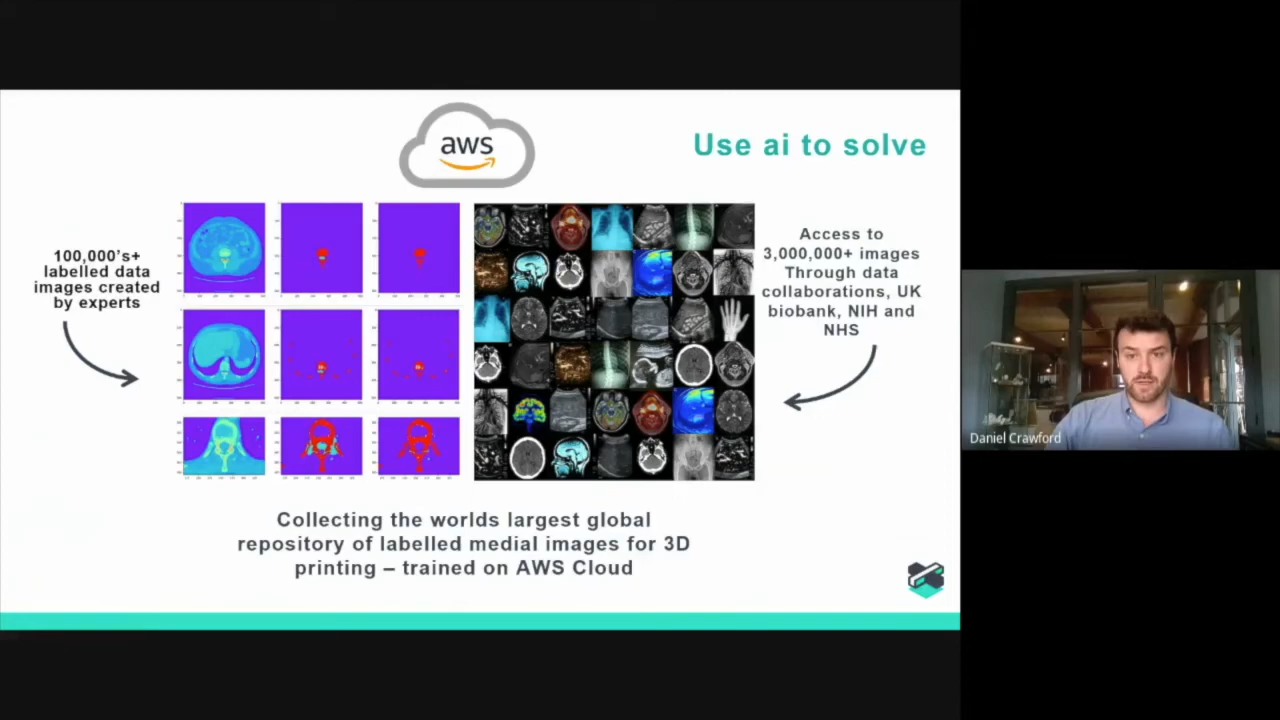 aws
Use ai to solve
100,000's+
labelled data
images created
by experts
Access to
3,000,000+ images
Through data
collaborations, UK
biobank, NIH and
NHS
Collecting the worlds largest global
repository of labelled medial images for 3D
printing – trained on AWS Cloud
Daniel Crawford